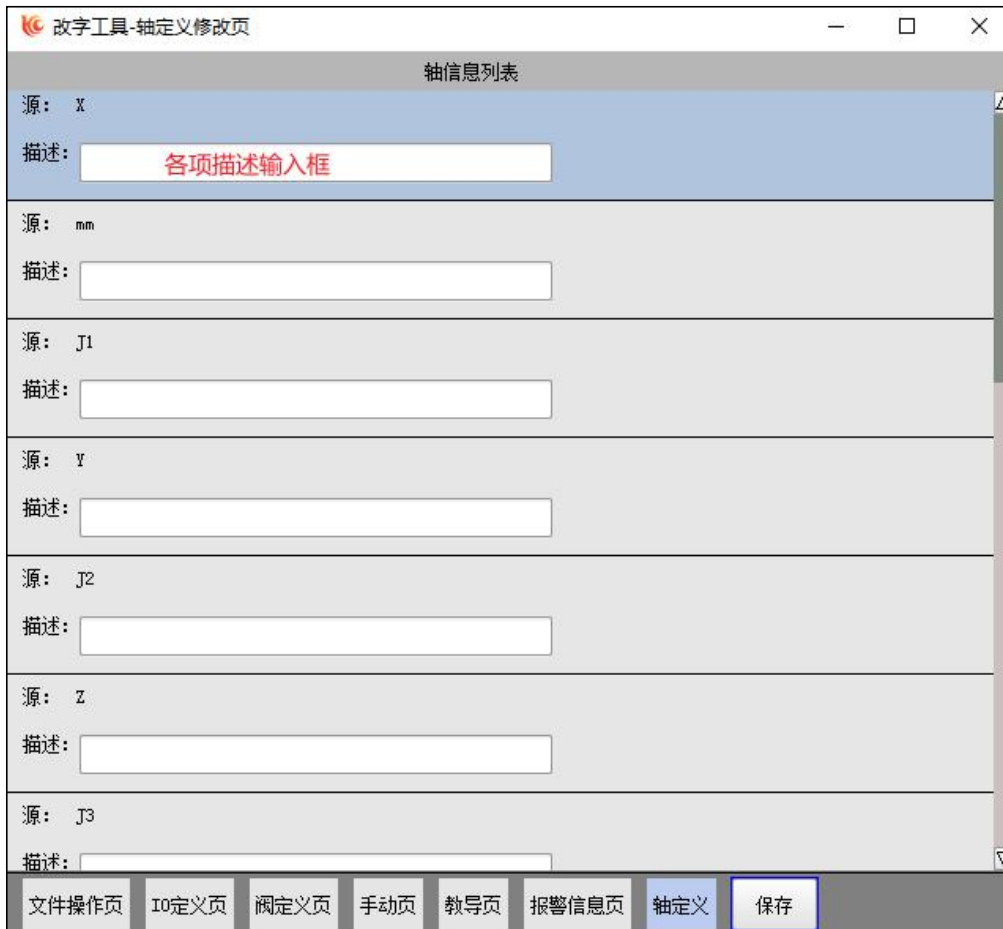 改字工具-轴定义修改页
轴信息列表
源： X
描述： 各项描述输入框
源： mm
描述：
源： J1
描述：
源： Y
描述：
源： J2
描述：
源： Z
描述：
源： J3
描述：
文件操作页 IO定义页 阀定义页 手动页 教导页 报警信息页 轴定义 保存